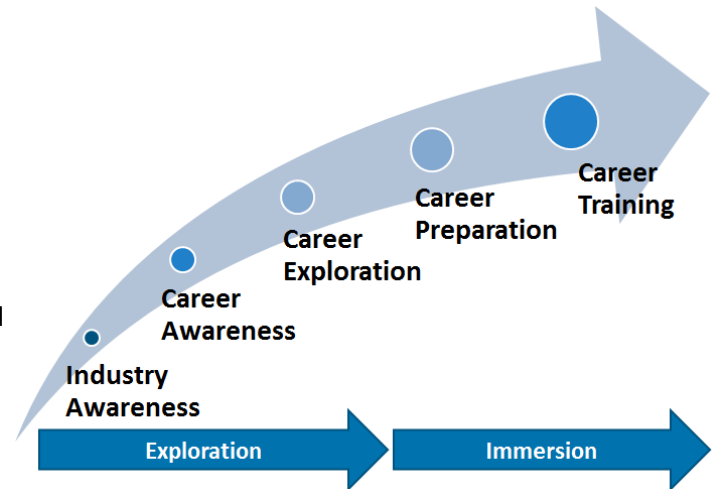 Career
Training
Career
Preparation
Career
Exploration
Career
Awareness
Industry
Awareness
Exploration
Immersion